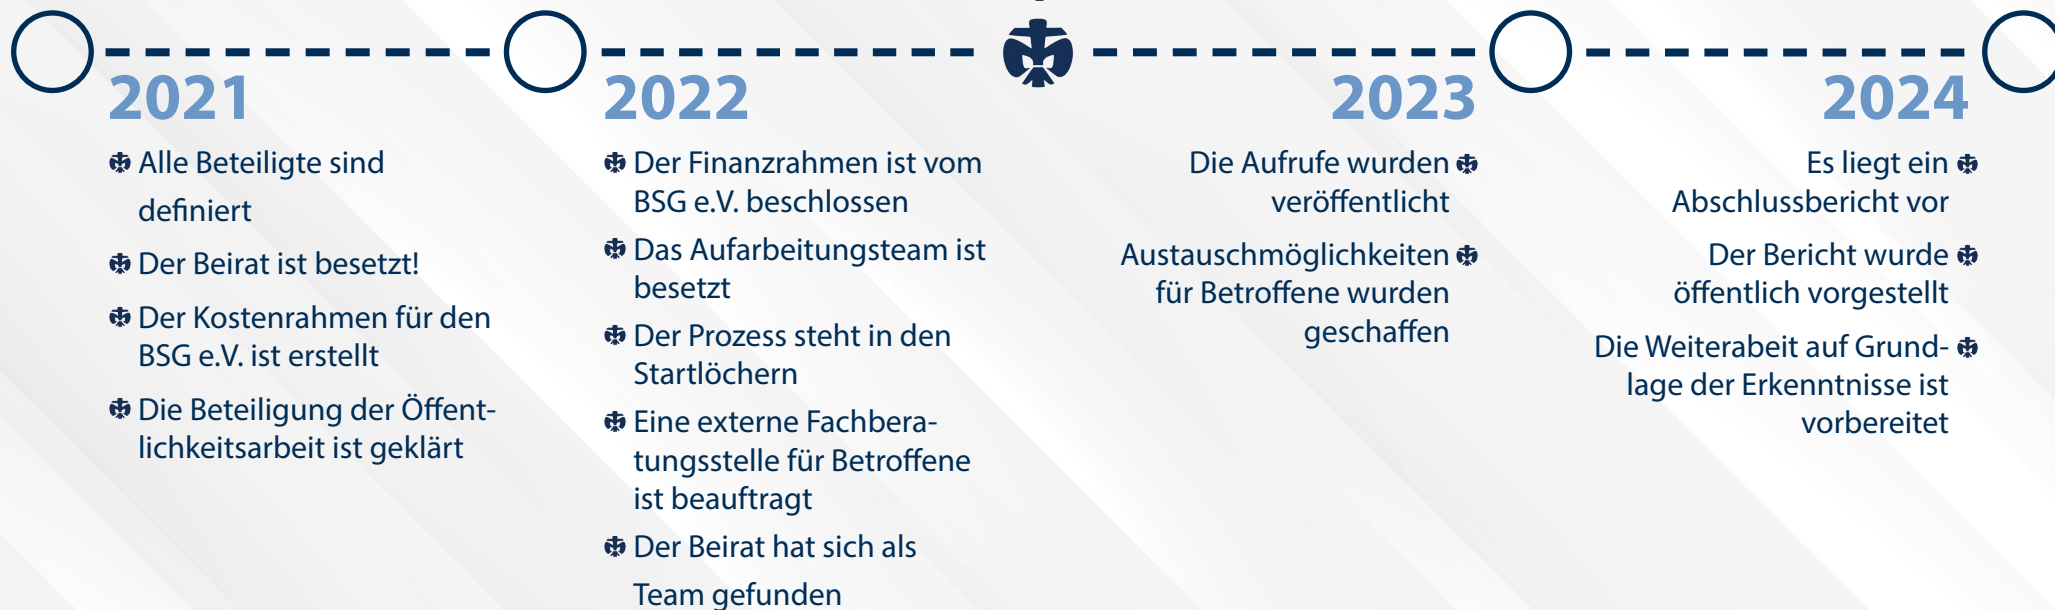 2021
Alle Beteiligte sind
definiert
Der Beirat ist besetzt!
Der Kostenrahmen für den
BSG e.V. ist erstellt
Die Beteiligung der Öffent-
lichkeitsarbeit ist geklärt
2022
Der Finanzrahmen ist vom
BSG e.V. beschlossen
Das Aufarbeitungsteam ist
besetzt
Der Prozess steht in den
Startlöchern
Eine externe Fachbera-
tungsstelle für Betroffene
ist beauftragt
Der Beirat hat sich als
Team gefunden
2023
Die Aufrufe wurden
veröffentlicht
Austauschmöglichkeiten
für Betroffene wurden
geschaffen
2024
Es liegt ein
Abschlussbericht vor
Der Bericht wurde
öffentlich vorgestellt
Die Weiterabeit auf Grund-
lage der Erkenntnisse ist
vorbereitet